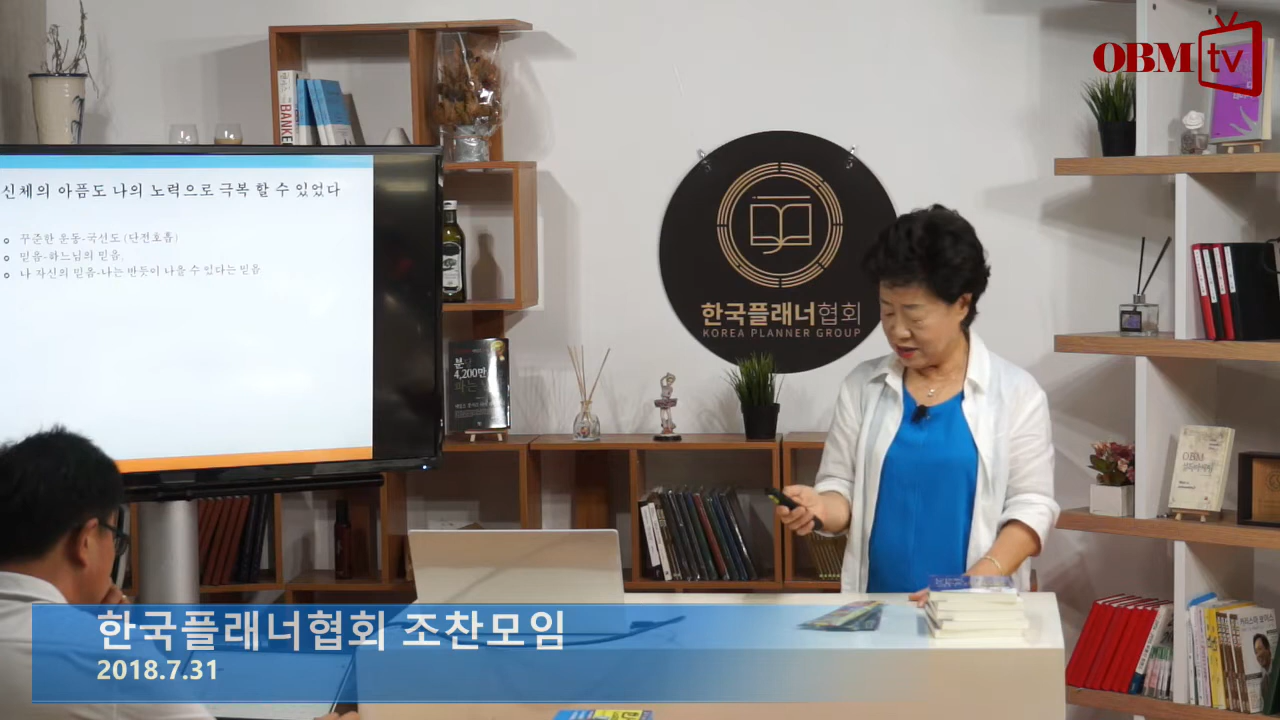 OBM tv
BANKE
신체의 아픔도 나의 노력으로 극복 할 수 있었다
꾸준한 운동-국선도 (단전호흡)
믿음-하느님의 믿음,
나 자신의 믿음-나는 반듯이 나을 수 있다는 믿음
한국플래너협회
KOREA PLANNER GROUP
4,200만
OBM
한국플래너협회 조찬모임
2018.7.31